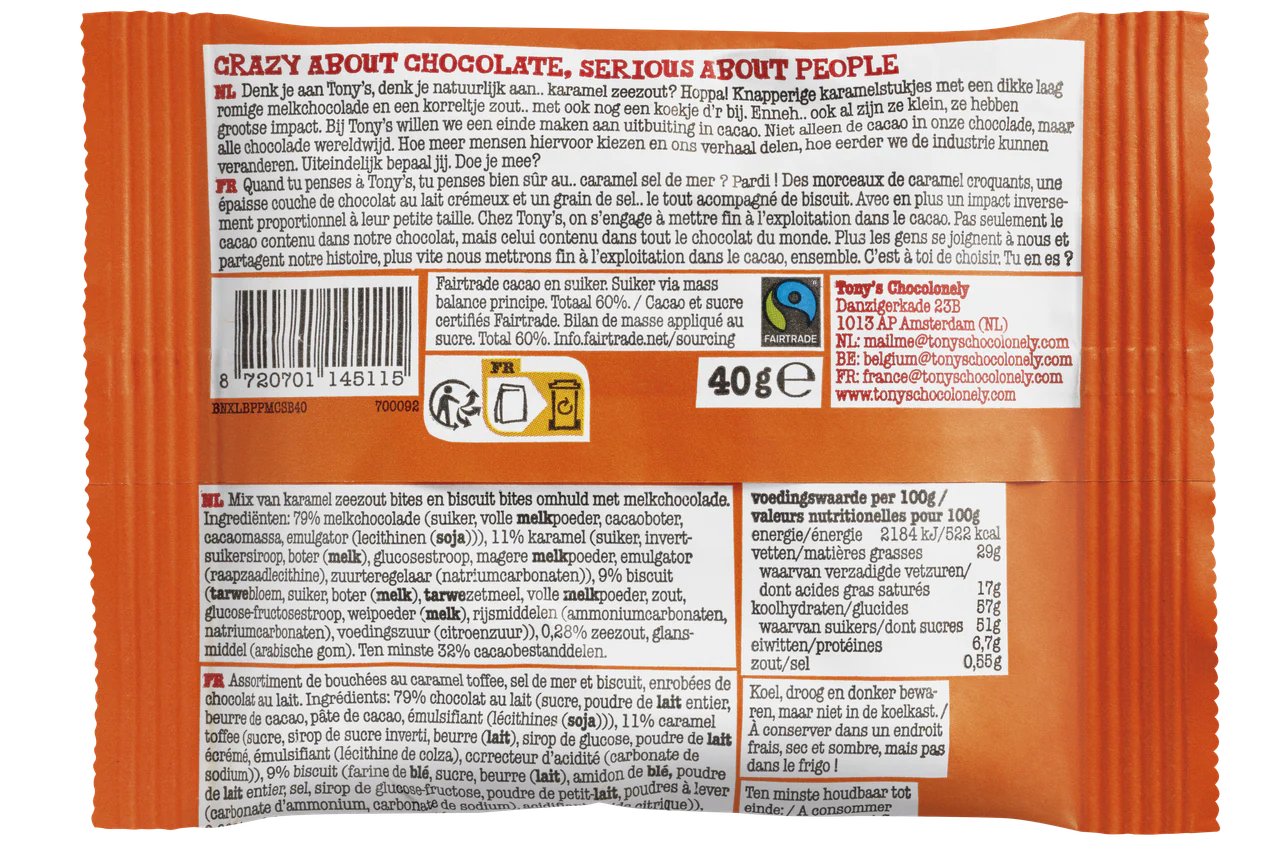 CRAZY ABOUT CHOCOLATE, SERIOUS ABOUT PEOPLE
NL Denk je aan Tony's, denk je natuurlijk aan.. karamel zeezout? Hoppa! Knapperige karamelstukjes met een dikke laag
romige melkchocolade en een korreltje zout.. met ook nog een koekje d'r bij. Enneh.. ook al zijn ze klein, ze hebben
grootse impact. Bij Tony's willen we een einde maken aan uitbuiting in cacao. Niet alleen de cacao in onze chocolade, maar
alle chocolade wereldwijd. Hoe meer mensen hiervoor kiezen en ons verhaal delen, hoe eerder we de industrie kunnen
veranderen. Uiteindelijk bepaal jij. Doe je mee?
FR Quand tu penses à Tony's, tu penses bien sûr au.. caramel sel de mer ? Pardi ! Des morceaux de caramel croquants, une
épaisse couche de chocolat au lait crémeux et un grain de sel.. le tout acompagné de biscuit. Avec en plus un impact inverse-
ment proportionnel à leur petite taille. Chez Tony's, on s'engage à mettre fin à l'exploitation dans le cacao. Pas seulement le
cacao contenu dans notre chocolat, mais celui contenu dans tout le chocolat du monde. Plus les gens se joignent à nous et
partagent notre histoire, plus vite nous mettrons fin à l'exploitation dans le cacao, ensemble. C'est à toi de choisir. Tu en es ?
8 720701 145115
BNXLBPPMCSB40 700092
Fairtrade cacao en suiker. Suiker via mass
balance principe. Totaal 60%. / Cacao et sucre
certifiés Fairtrade. Bilan de masse appliqué au
sucre. Total 60%. Info.fairtrade.net/sourcing
FAIRTRADE
FR
40g e
Tony's Chocolonely
Danzigerkade 23B
1013 AP Amsterdam (NL)
NL: mailme@tonyschocolonely.com
BE: belgium@tonyschocolonely.com
FR: france@tonyschocolonely.com
www.tonyschocolonely.com
NL Mix van karamel zeezout bites en biscuit bites omhuld met melkchocolade.
Ingrediënten: 79% melkchocolade (suiker, volle melkpoeder, cacaoboter,
cacaomassa, emulgator (lecithinen (soja))), 11% karamel (suiker, invert-
suikersiroop, boter (melk), glucosestroop, magere melkpoeder, emulgator
(raapzaadlecithine), zuurteregelaar (natriumcarbonaten)), 9% biscuit
(tarwebloem, suiker, boter (melk), tarwezetmeel, volle melkpoeder, zout,
glucose-fructosestroop, weipoeder (melk), rijsmiddelen (ammoniumcarbonaten,
natriumcarbonaten), voedingszuur (citroenzuur)), 0,28% zeezout, glans-
middel (arabische gom). Ten minste 32% cacaobestanddelen.
FR Assortiment de bouchées au caramel toffee, sel de mer et biscuit, enrobées de
chocolat au lait. Ingrédients: 79% chocolat au lait (sucre, poudre de lait entier,
beurre de cacao, pâte de cacao, émulsifiant (lécithines (soja))), 11% caramel
toffee (sucre, sirop de sucre inverti, beurre (lait), sirop de glucose, poudre de lait
écrémé, émulsifiant (lécithine de colza), correcteur d'acidité (carbonate de
sodium)), 9% biscuit (farine de blé, sucre, beurre (lait), amidon de blé, poudre
de lait entier, sel, sirop de glucose-fructose, poudre de petit-lait, poudres à lever
(carbonate d'ammonium, carbonate de sodium), citrique)),
voedingswaarde per 100g /
valeurs nutritionelles pour 100g
energie/énergie 2184 kJ/522 kcal
vetten/matières grasses 29g
waarvan verzadigde vetzuren/
dont acides gras saturés 17g
koolhydraten/glucides 57g
waarvan suikers/dont sucres 51g
eiwitten/protéines 6,7g
zout/sel 0,55g
Koel, droog en donker bewa-
ren, maar niet in de koelkast. /
À conserver dans un endroit
frais, sec et sombre, mais pas
dans le frigo !
Ten minste houdbaar tot
einde: / A consommer